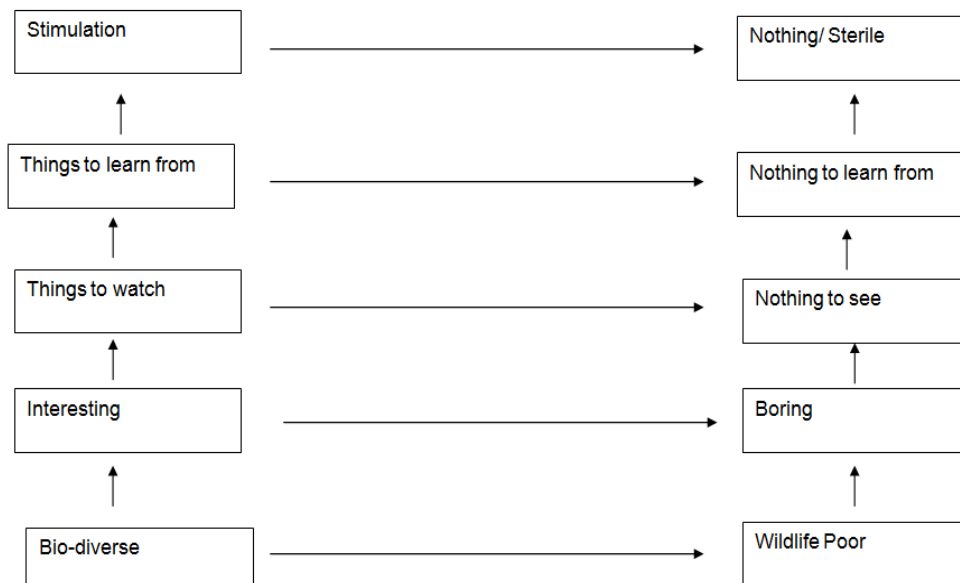 Stimulation
Nothing/ Sterile
Things to learn from
Nothing to learn from
Things to watch
Nothing to see
Interesting
Boring
Bio-diverse
Wildlife Poor